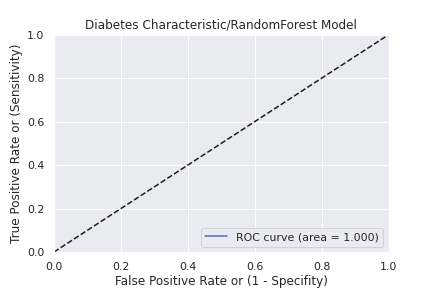 Diabetes Characteristic/RandomForest Model
True Positive Rate or (Sensitivity)
1.0
0.8
0.6
0.4
0.2
0.0
ROC curve (area = 1.000)
0.0 0.2 0.4 0.6 0.8 1.0
False Positive Rate or (1 - Specifity)